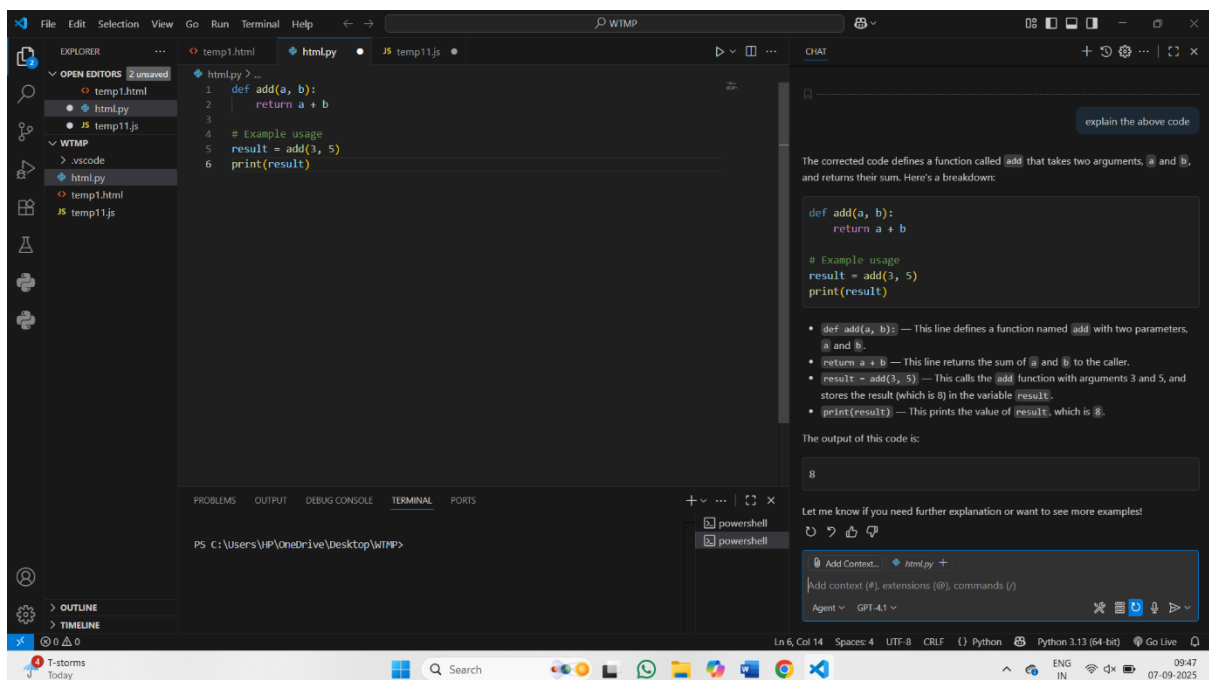 File Edit Selection View Go Run Terminal Help
WTMP
EXPLORER
OPEN EDITORS 2 unsaved
temp1.html
html.py
JS temp11.js
WTMP
.vscode
html.py
temp1.html
JS temp11.js
OUTLINE
TIMELINE
temp1.html html.py JS temp11.js
html.py > ...
1 def add(a, b):
2 return a + b
3
4 # Example usage
5 result = add(3, 5)
6 print(result)
PROBLEMS OUTPUT DEBUG CONSOLE TERMINAL PORTS
powershell
powershell
PS C:\Users\HP\OneDrive\Desktop\WTMP>
CHAT
explain the above code
The corrected code defines a function called add that takes two arguments, a and b,
and returns their sum. Here's a breakdown:
def add(a, b):
return a + b
# Example usage
result = add(3, 5)
print(result)
• def add(a, b): — This line defines a function named add with two parameters,
a and b.
• return a + b — This line returns the sum of a and b to the caller.
• result = add(3, 5) — This calls the add function with arguments 3 and 5, and
stores the result (which is 8) in the variable result.
• print(result) — This prints the value of result, which is 8.
The output of this code is:
8
Let me know if you need further explanation or want to see more examples!
Add Context... html.py +
Add context (#), extensions (@), commands (/)
Agent GPT-4.1
0 0 Ln 6, Col 14 Spaces: 4 UTF-8 CRLF {} Python Python 3.13 (64-bit) Go Live
T-storms
Today
Search
ENG
IN
09:47
07-09-2025